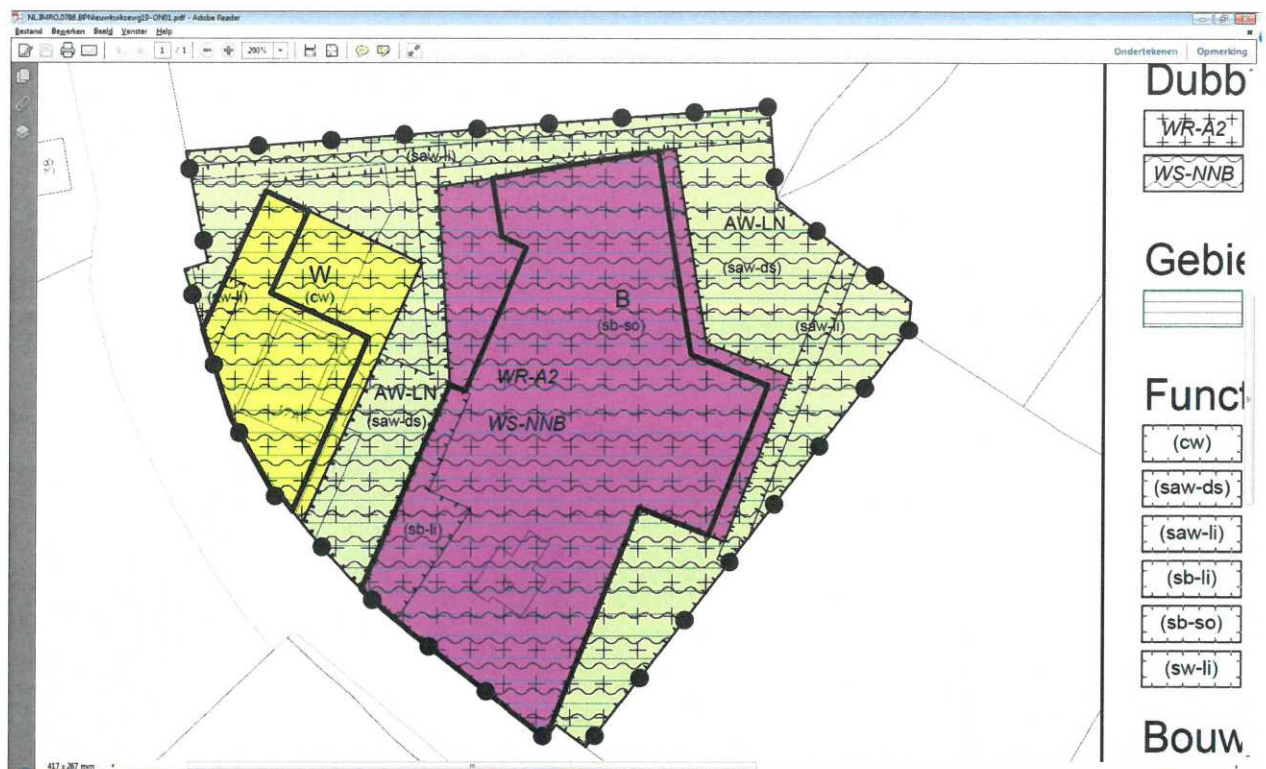 NL.IMRO.0788.BPNieuwkuiksewg19-ON01.pdf - Adobe Reader
Bestand Bewerken Beeld Venster Help
1 / 1 200% Ondertekenen Opmerking
38
(saw-li)
W
(cw)
(sw-li)
AW-LN
(saw-ds)
B
(sb-so)
WR-A2
WS-NNB
(sb-li)
AW-LN
(saw-ds)
(saw-li)
Dubb
WR-A2
WS-NNB
Gebie
Funct
(cw)
(saw-ds)
(saw-li)
(sb-li)
(sb-so)
(sw-li)
Bouw
417 x 267 mm